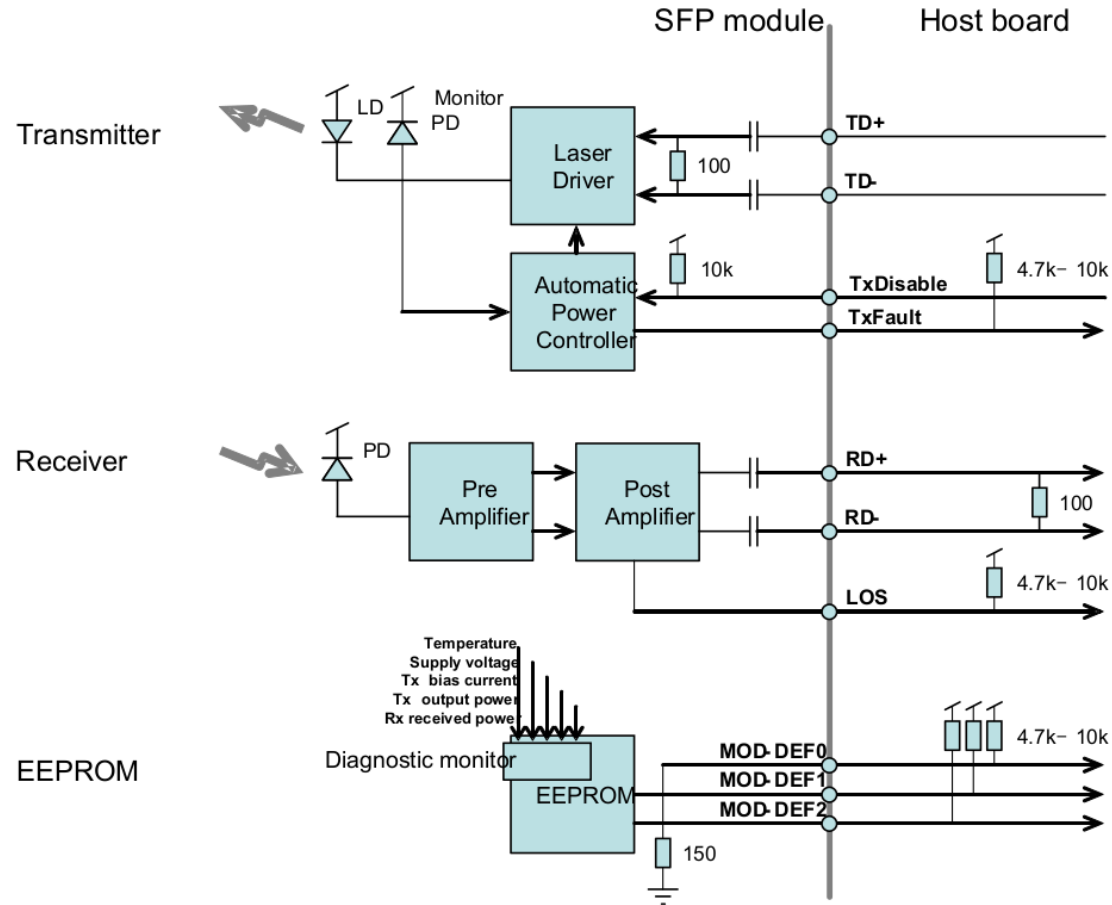 SFP module
Host board
Transmitter
LD
Monitor
PD
Laser
Driver
100
TD+
TD-
10k
4.7k– 10k
Automatic
Power
Controller
TxDisable
TxFault
Receiver
PD
Pre
Amplifier
Post
Amplifier
RD+
100
RD-
4.7k– 10k
LOS
Temperature
Supply voltage
Tx bias current
Tx output power
Rx received power
Diagnostic monitor
EEPROM
EEPROM
MOD-DEF0
MOD-DEF1
MOD-DEF2
4.7k– 10k
150